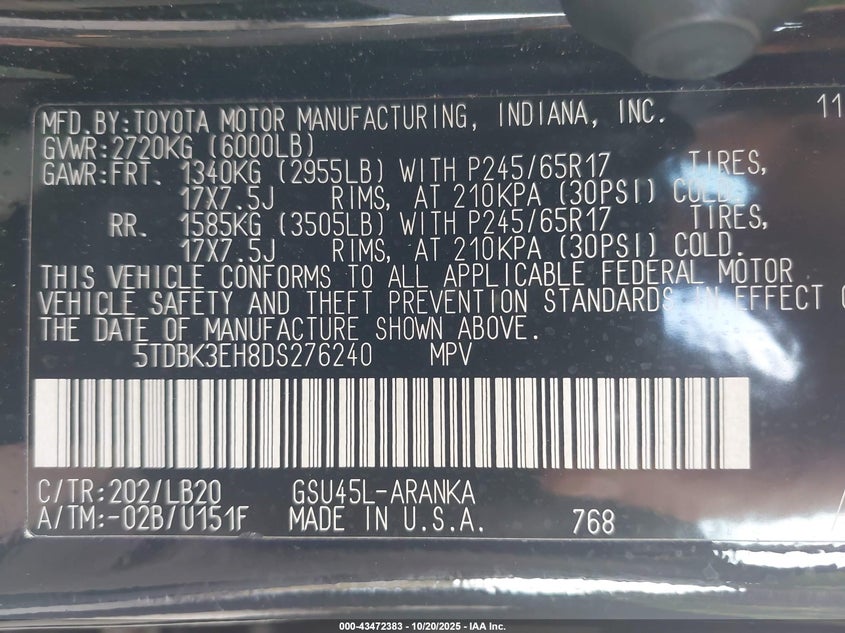 MFD.BY:TOYOTA MOTOR MANUFACTURING, INDIANA, INC. 11
GVWR:2720KG (6000LB)
GAWR:FRT. 1340KG (2955LB) WITH P245/65R17 TIRES,
17X7.5J RIMS, AT 210KPA (30PSI) COLD.
RR. 1585KG (3505LB) WITH P245/65R17 TIRES,
17X7.5J RIMS, AT 210KPA (30PSI) COLD.
THIS VEHICLE CONFORMS TO ALL APPLICABLE FEDERAL MOTOR
VEHICLE SAFETY AND THEFT PREVENTION STANDARDS IN EFFECT O
THE DATE OF MANUFACTURE SHOWN ABOVE.
5TDBK3EH8DS276240 MPV
C/TR:202/LB20 GSU45L-ARANKA
A/TM:-02B/U151F MADE IN U.S.A. 768
000-43472383 - 10/20/2025 - IAA Inc.